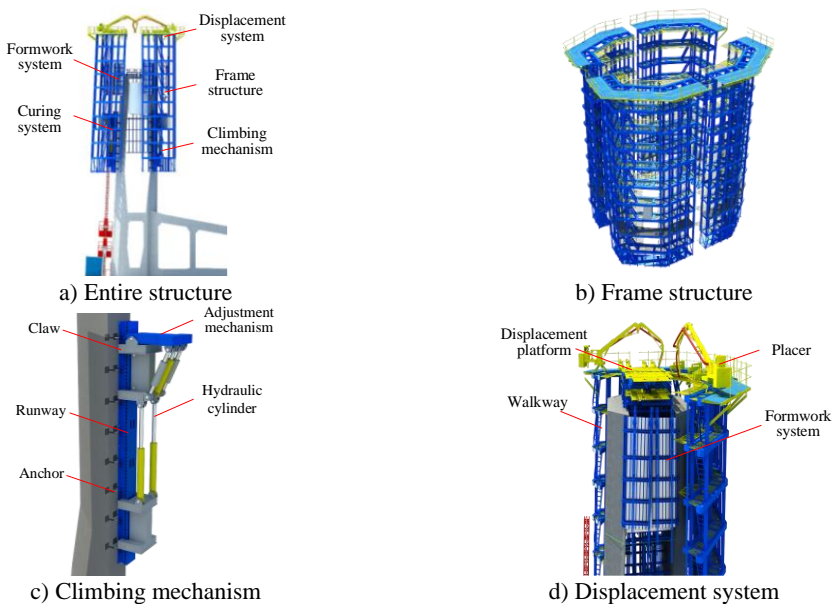 Displacement
system
Formwork
system
Frame
structure
Curing
system
Climbing
mechanism
a) Entire structure
b) Frame structure
Adjustment
mechanism
Claw
Hydraulic
cylinder
Runway
Anchor
c) Climbing mechanism
Displacement
platform
Placer
Walkway
Formwork
system
d) Displacement system